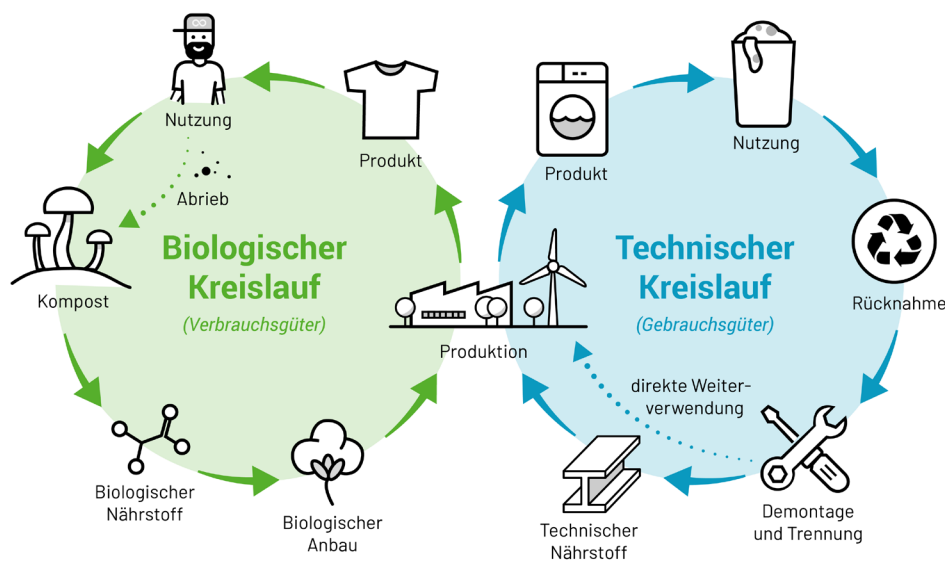 Nutzung
Produkt
Abrieb
Biologischer
Kreislauf
(Verbrauchsgüter)
Kompost
Biologischer
Nährstoff
Biologischer
Anbau
Produktion
Produkt
Nutzung
Technischer
Kreislauf
(Gebrauchsgüter)
Rücknahme
direkte Weiter-
verwendung
Demontage
und Trennung
Technischer
Nährstoff